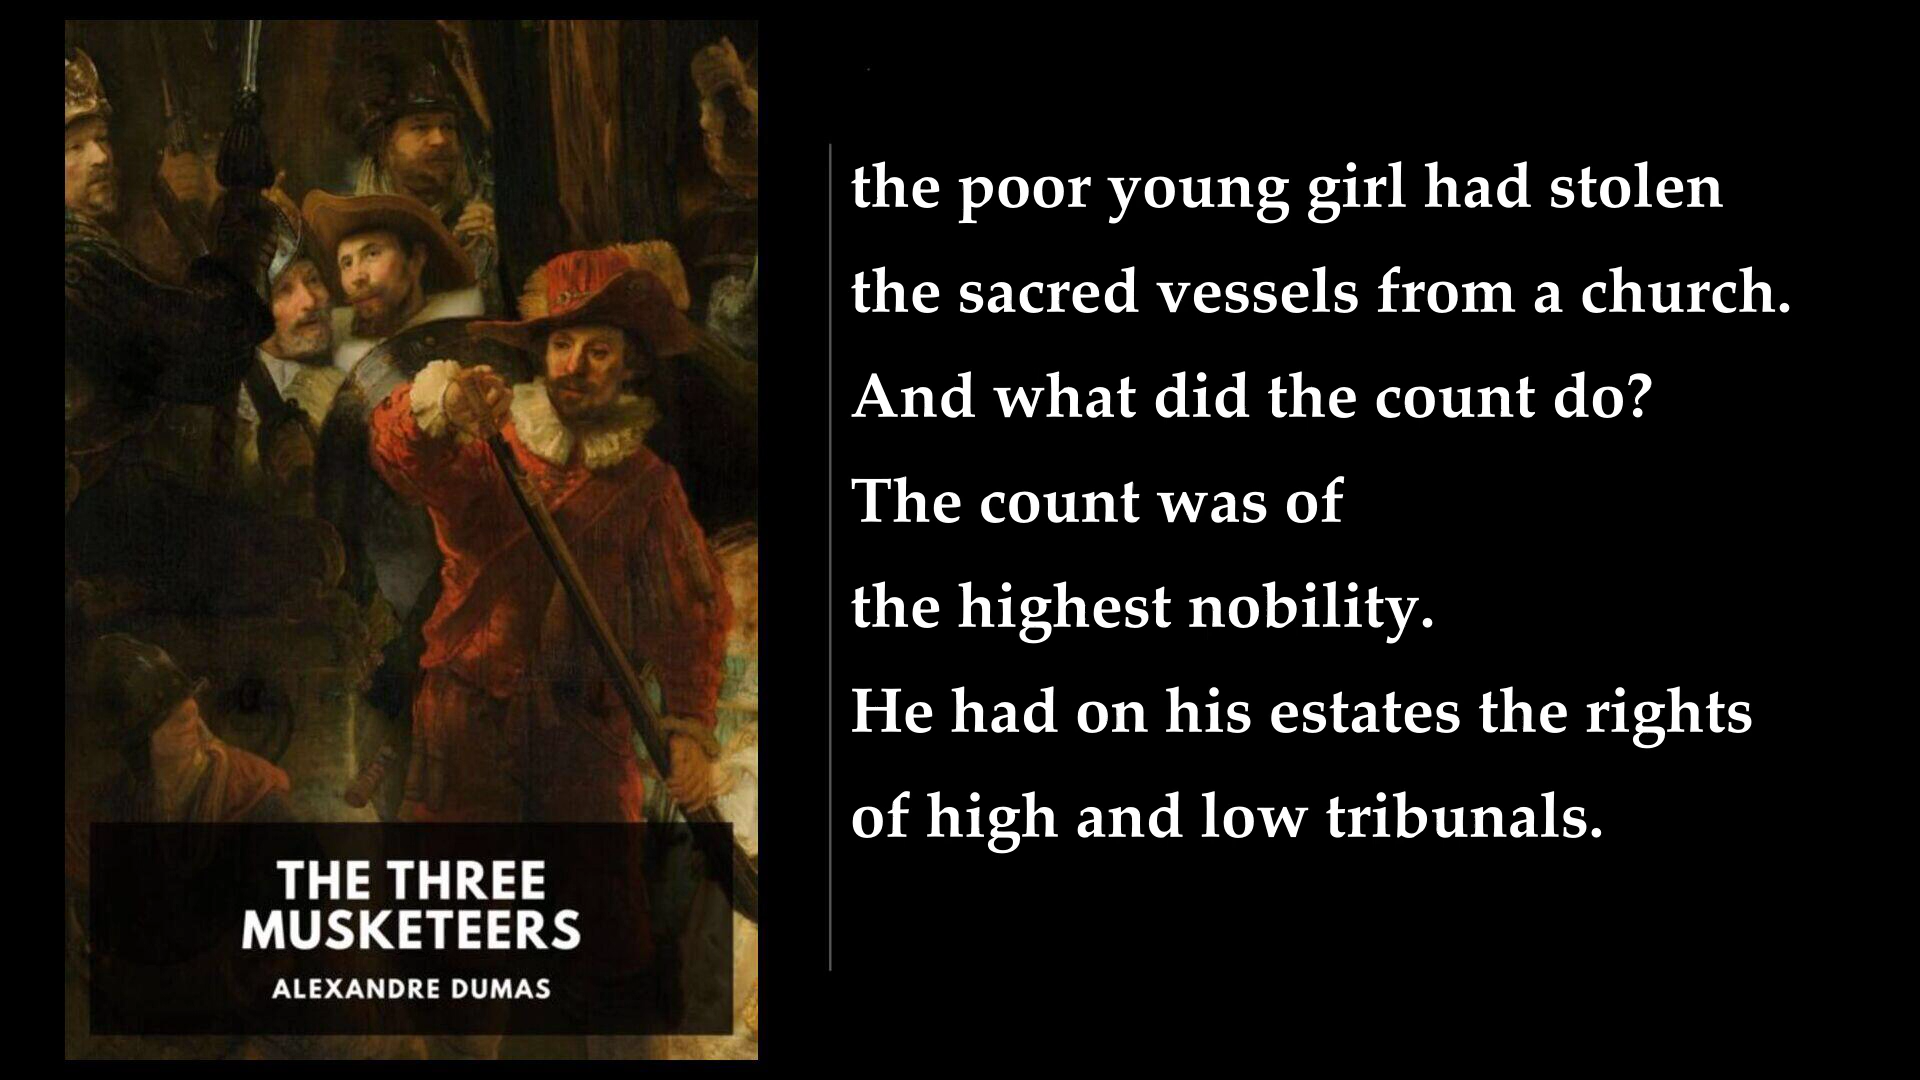 the poor young girl had stolen
the sacred vessels from a church.
And what did the count do?
The count was of
the highest nobility.
He had on his estates the rights
of high and low tribunals.
THE THREE
MUSKETEERS
ALEXANDRE DUMAS